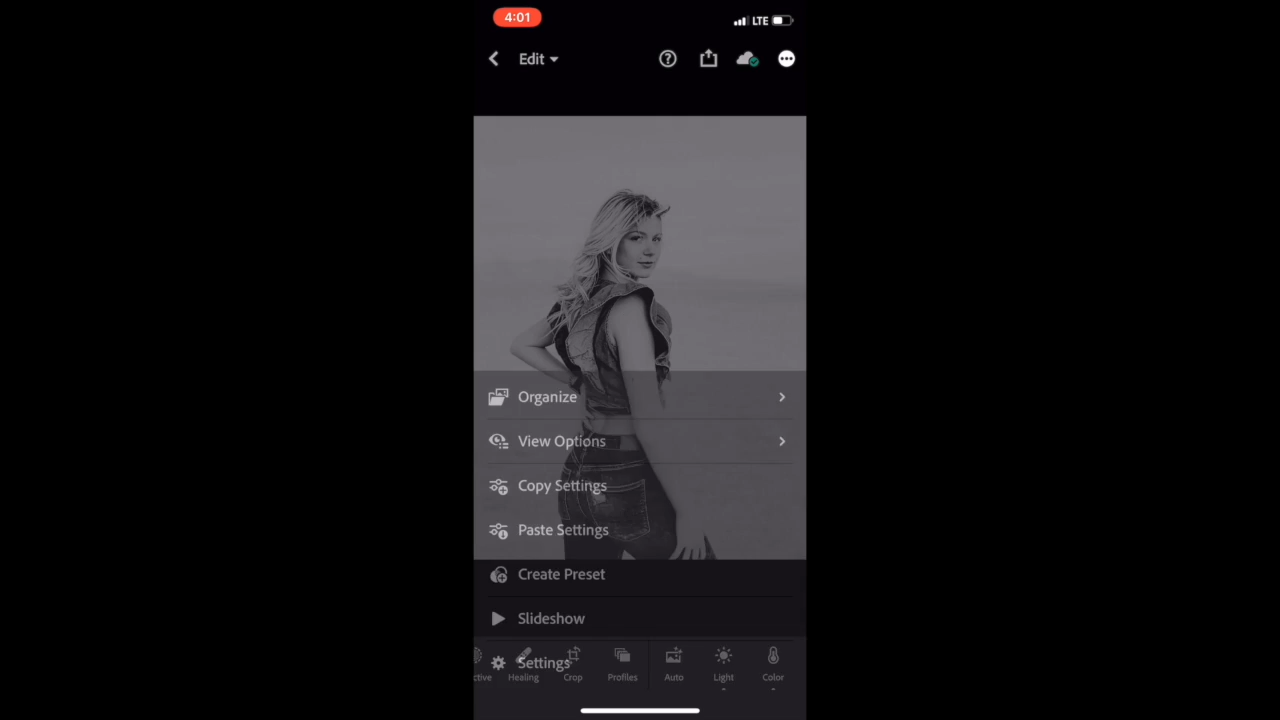 4:01
LTE
Edit
Organize
View Options
Copy Settings
Paste Settings
Create Preset
Slideshow
Settings
ctive Healing Crop Profiles Auto Light Color